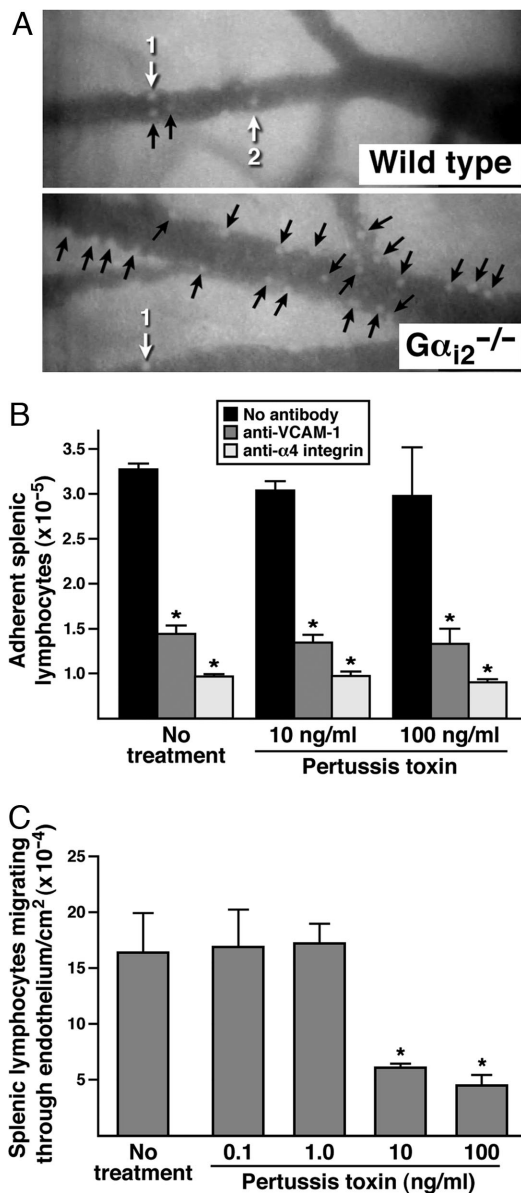 A
1
2
Wild type
1
Gαi2−/−
B
No antibody
anti-VCAM-1
anti-α4 integrin
Adherent splenic
lymphocytes (x 10−5)
3.5
3.0
2.5
2.0
1.5
1.0
* * * * * *
No
treatment
10 ng/ml 100 ng/ml
Pertussis toxin
C
Splenic lymphocytes migrating
through endothelium/cm2 (x 10−4)
25
20
15
10
5
* *
No
treatment
0.1 1.0 10 100
Pertussis toxin (ng/ml)